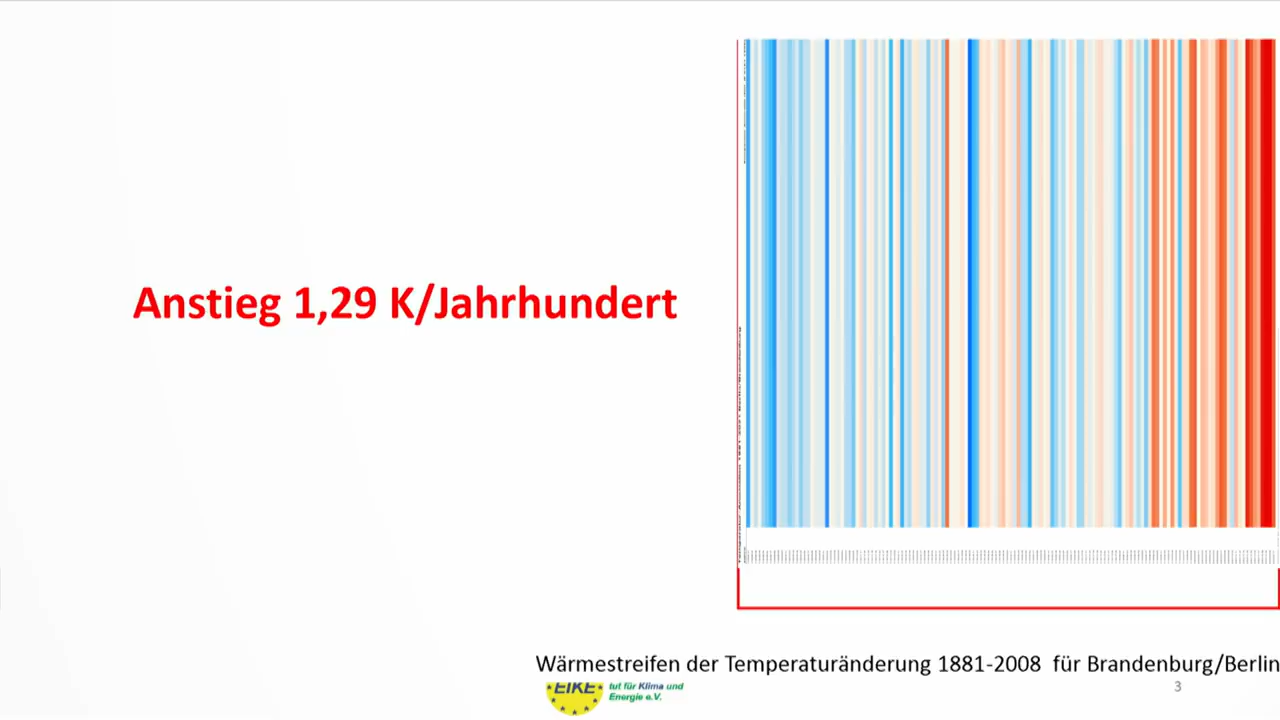 Anstieg 1,29 K/Jahrhundert
Wärmestreifen der Temperaturänderung 1881-2008 für Brandenburg/Berlin
3
EIKE
tut für Klima und
Energie e.V.